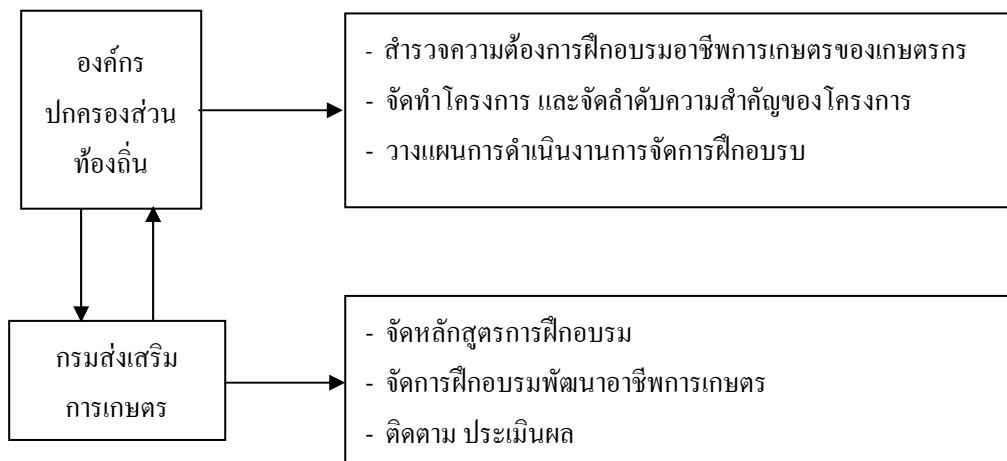 องค์กร
ปกครองส่วน
ท้องถิ่น
- สำรวจความต้องการฝึกอบรมอาชีพการเกษตรของเกษตรกร
- จัดทำโครงการ และจัดลำดับความสำคัญของโครงการ
- วางแผนการดำเนินงานการจัดการฝึกอบรบ
กรมส่งเสริม
การเกษตร
- จัดหลักสูตรการฝึกอบรม
- จัดการฝึกอบรมพัฒนาอาชีพการเกษตร
- ติดตาม ประเมินผล